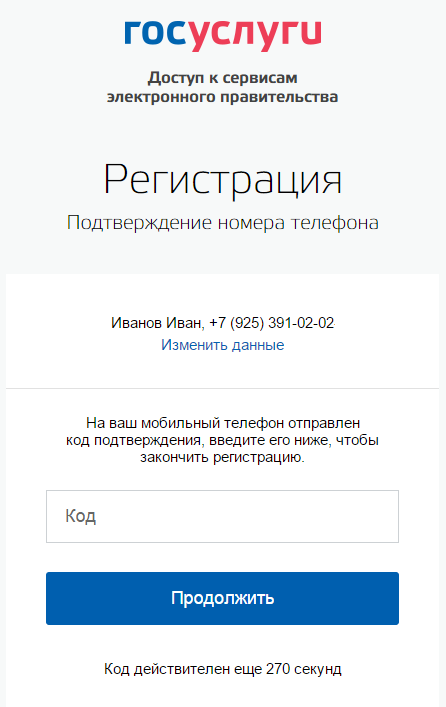 госуслуги
Доступ к сервисам
электронного правительства
Регистрация
Подтверждение номера телефона
Иванов Иван, +7 (925) 391-02-02
Изменить данные
На ваш мобильный телефон отправлен
код подтверждения, введите его ниже, чтобы
закончить регистрацию.
Код
Продолжить
Код действителен еще 270 секунд